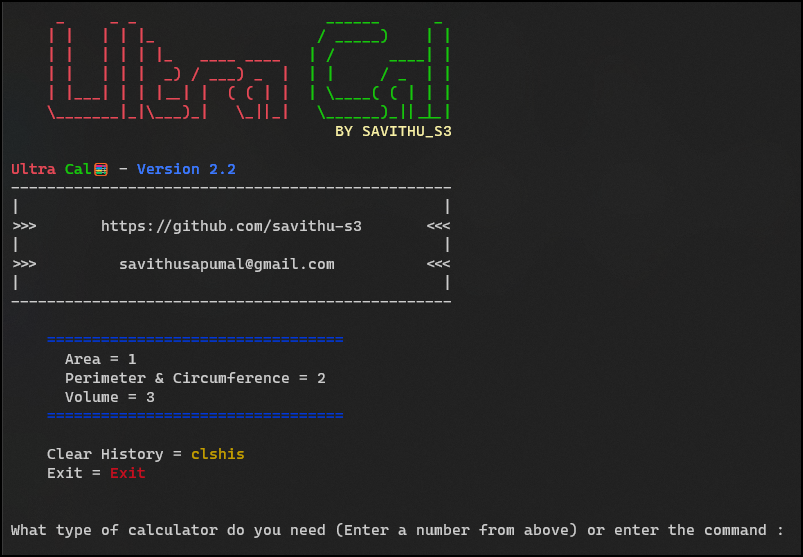 Ultra Cal
BY SAVITHU_S3
Ultra Cal🧮 - Version 2.2
-------------------------------------------------
|                                               |
>>>       https://github.com/savithu-s3       <<<
|                                               |
>>>         savithusapumal@gmail.com          <<<
|                                               |
-------------------------------------------------
=================================
Area = 1
Perimeter & Circumference = 2
Volume = 3
=================================
Clear History = clshis
Exit = Exit
What type of calculator do you need (Enter a number from above) or enter the command :